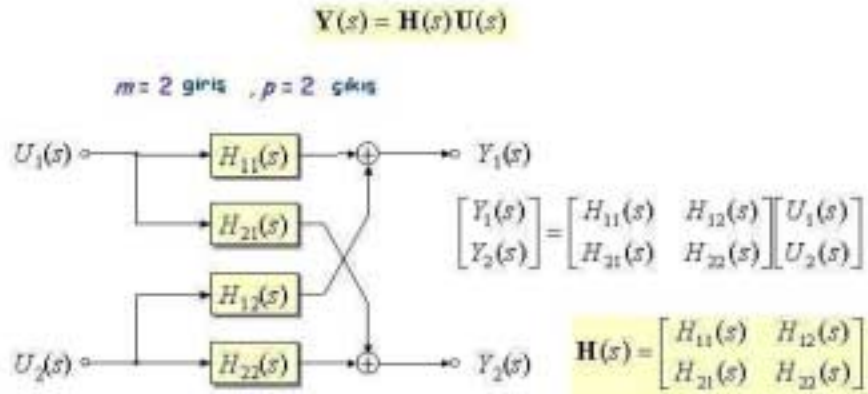 Y(s) = H(s)U(s)
m = 2 giriş , p = 2 çıkış
U₁(s) H₁₁(s) Y₁(s)
H₂₁(s)
[Y₁(s) Y₂(s)] = [H₁₁(s) H₁₂(s) H₂₁(s) H₂₂(s)] [U₁(s) U₂(s)]
H₁₂(s)
U₂(s) H₂₂(s) Y₂(s)
H(s) = [H₁₁(s) H₁₂(s) H₂₁(s) H₂₂(s)]